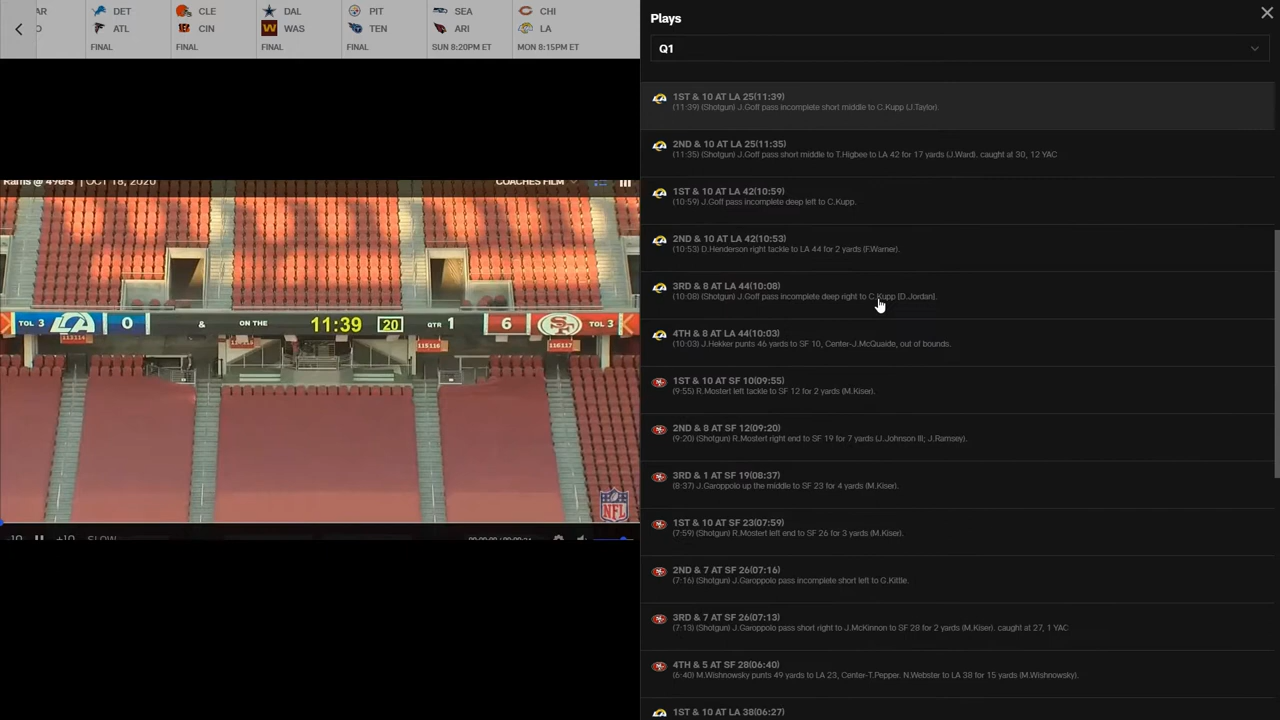 AR
DET
CLE
DAL
PIT
SEA
CHI
O
ATL
CIN
WAS
TEN
ARI
LA
FINAL
FINAL
FINAL
FINAL
SUN 8:20PM ET
MON 8:15PM ET
Rams @ 49ers | OCT 18, 2020
COACHES FILM
TOL 3
0
&
ON THE
11:39
20
QTR 1
6
TOL 3
113114
115116
116117
NFL
-10
+10
SLOW
Plays
Q1
1ST & 10 AT LA 25(11:39)
(11:39) (Shotgun) J.Goff pass incomplete short middle to C.Kupp (J.Taylor).
2ND & 10 AT LA 25(11:35)
(11:35) (Shotgun) J.Goff pass short middle to T.Higbee to LA 42 for 17 yards (J.Ward). caught at 30, 12 YAC
1ST & 10 AT LA 42(10:59)
(10:59) J.Goff pass incomplete deep left to C.Kupp.
2ND & 10 AT LA 42(10:53)
(10:53) D.Henderson right tackle to LA 44 for 2 yards (F.Warner).
3RD & 8 AT LA 44(10:08)
(10:08) (Shotgun) J.Goff pass incomplete deep right to C.Kupp [D.Jordan].
4TH & 8 AT LA 44(10:03)
(10:03) J.Hekker punts 46 yards to SF 10, Center-J.McQuaide, out of bounds.
1ST & 10 AT SF 10(09:55)
(9:55) R.Mostert left tackle to SF 12 for 2 yards (M.Kiser).
2ND & 8 AT SF 12(09:20)
(9:20) (Shotgun) R.Mostert right end to SF 19 for 7 yards (J.Johnson III; J.Ramsey).
3RD & 1 AT SF 19(08:37)
(8:37) J.Garoppolo up the middle to SF 23 for 4 yards (M.Kiser).
1ST & 10 AT SF 23(07:59)
(7:59) R.Mostert left end to SF 26 for 3 yards (M.Kiser).
2ND & 7 AT SF 26(07:16)
(7:16) (Shotgun) J.Garoppolo pass incomplete short left to G.Kittle.
3RD & 7 AT SF 26(07:13)
(7:13) (Shotgun) J.Garoppolo pass short right to J.McKinnon to SF 28 for 2 yards (M.Kiser). caught at 27, 1 YAC
4TH & 5 AT SF 28(06:40)
(6:40) M.Wishnowsky punts 49 yards to LA 23, Center-T.Pepper. N.Webster to LA 38 for 15 yards (M.Wishnowsky).
1ST & 10 AT LA 38(06:27)